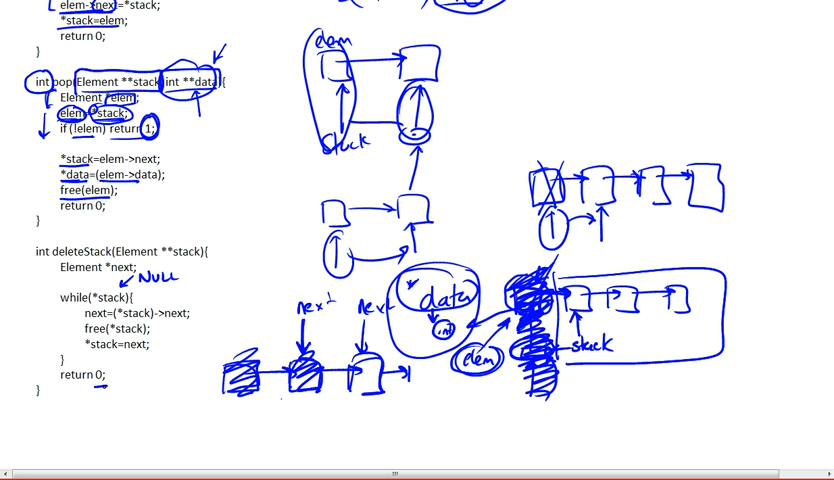 elem->next=*stack;
*stack=elem;
return 0;
}
int pop(Element **stack, int **data){
Element *elem;
elem=*stack;
if (!elem) return 1;
*stack=elem->next;
*data=(elem->data);
free(elem);
return 0;
}
int deleteStack(Element **stack){
Element *next;
NULL
while(*stack){
next=(*stack)->next;
free(*stack);
*stack=next;
}
return 0;
}
elem
stack
next
next
* data
int
elem
stack